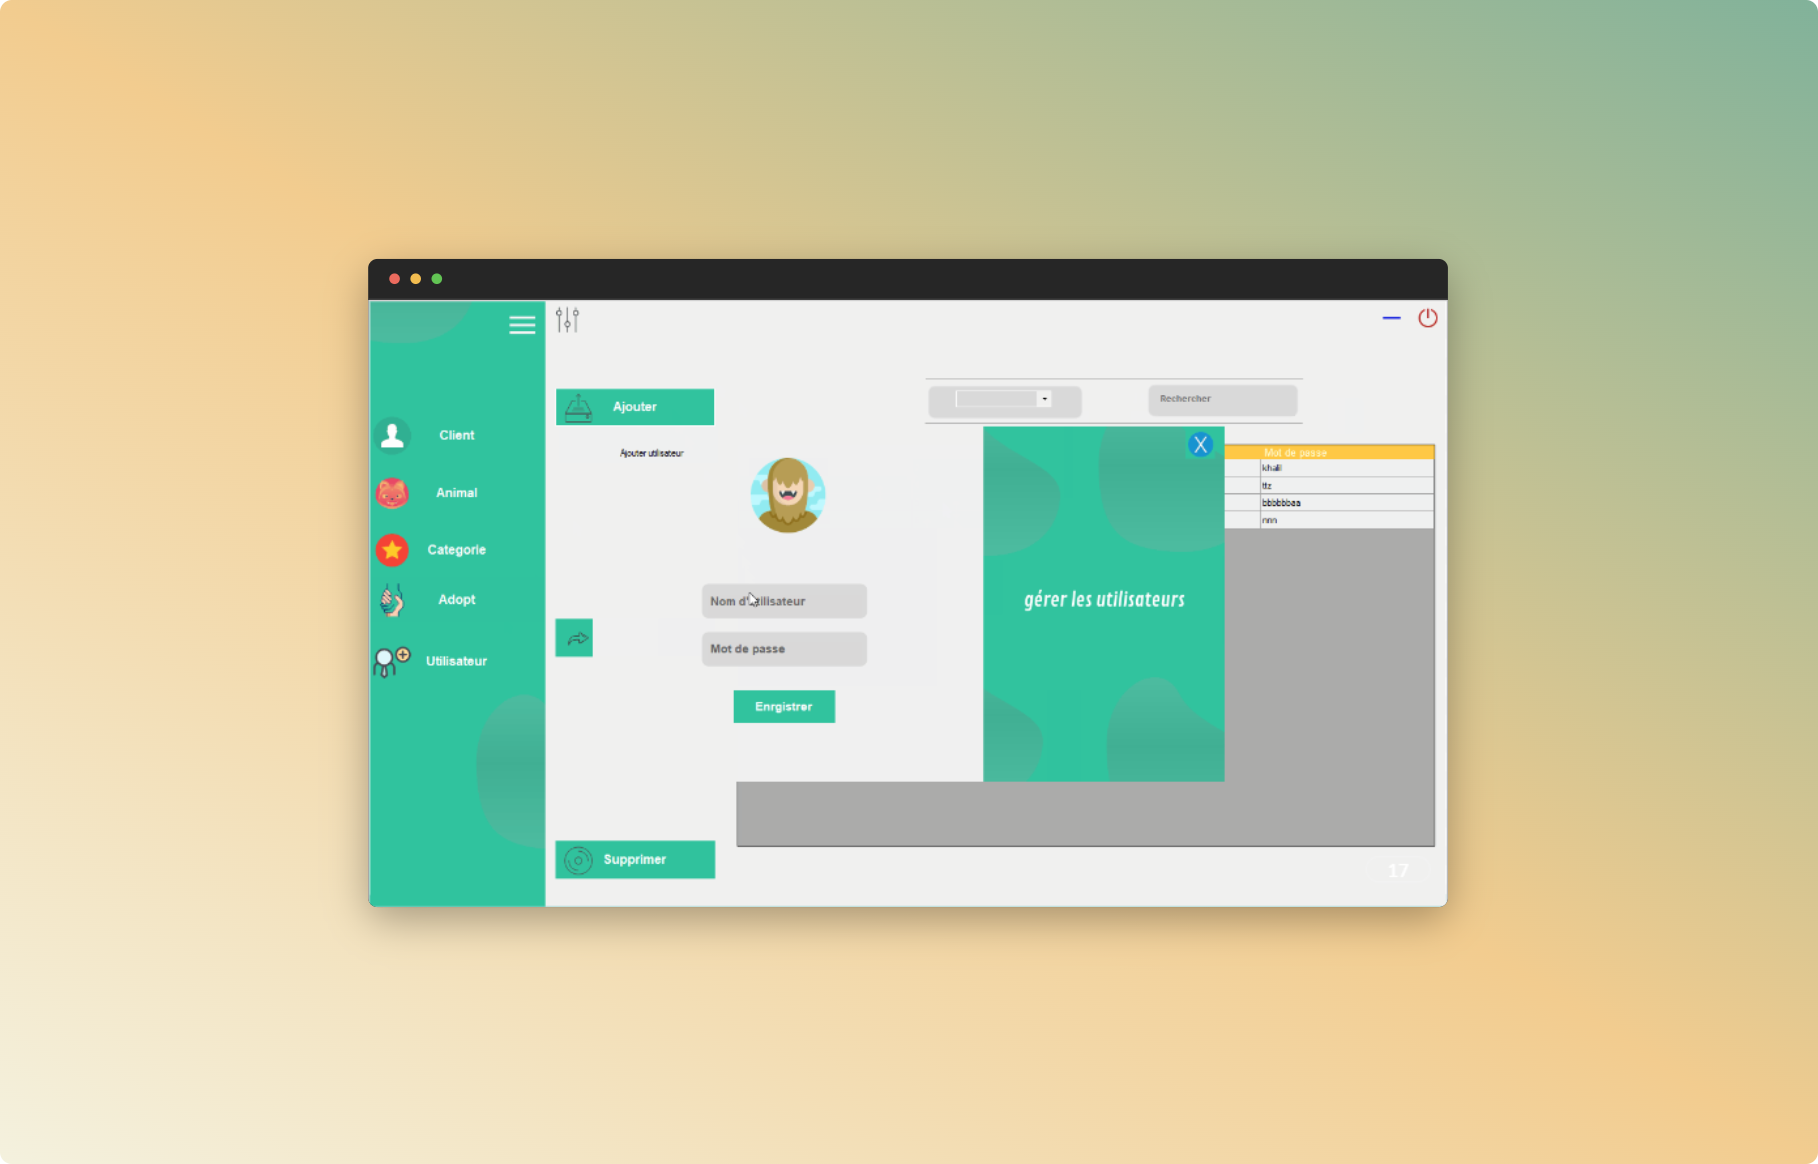 Client
Animal
Categorie
Adopt
Utilisateur
Ajouter
Ajouter utilisateur
Rechercher
Nom d'utilisateur
Mot de passe
Enrgistrer
X
gérer les utilisateurs
Mot de passe
khalil
ttz
bbbbbbaa
nnn
Supprimer
17